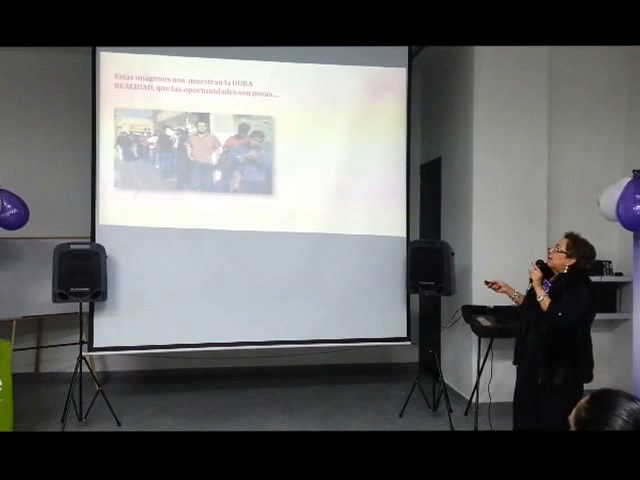 Estas imágenes nos muestran la DURA
REALIDAD, que las oportunidades son pocas...